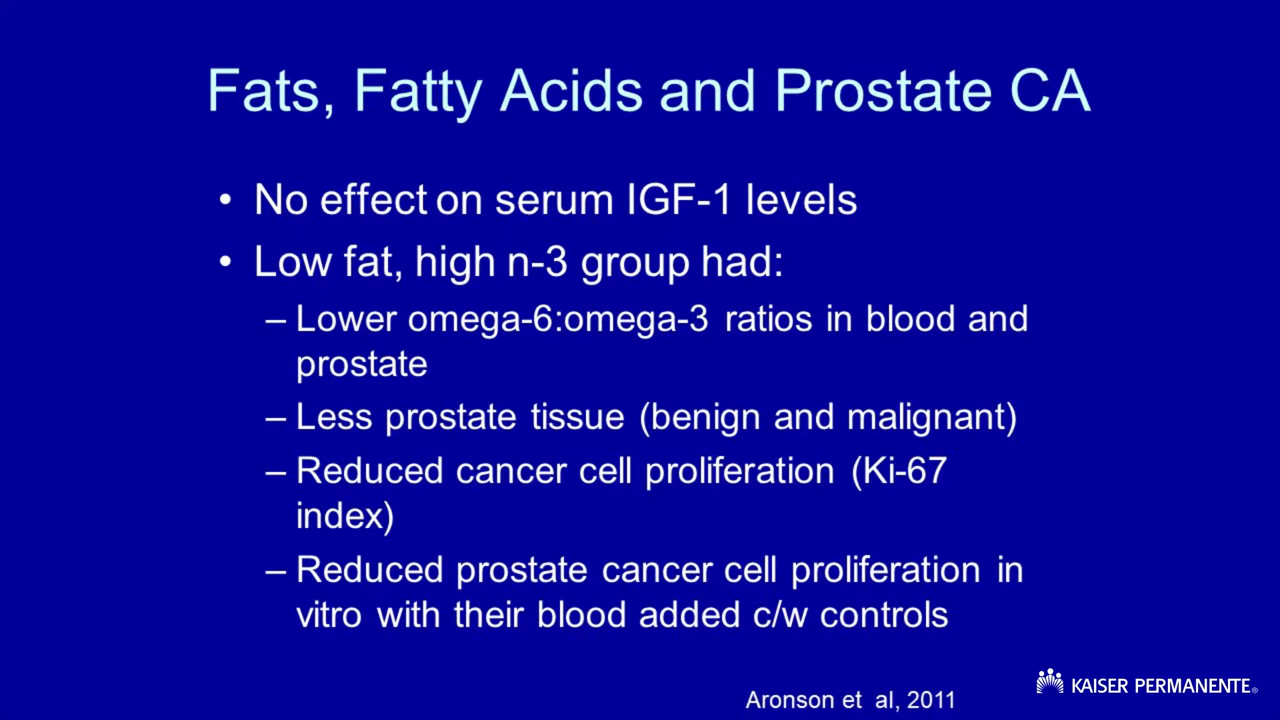 Fats, Fatty Acids and Prostate CA
• No effect on serum IGF-1 levels
• Low fat, high n-3 group had:
– Lower omega-6:omega-3 ratios in blood and
prostate
– Less prostate tissue (benign and malignant)
– Reduced cancer cell proliferation (Ki-67
index)
– Reduced prostate cancer cell proliferation in
vitro with their blood added c/w controls
KAISER PERMANENTE®
Aronson et al, 2011